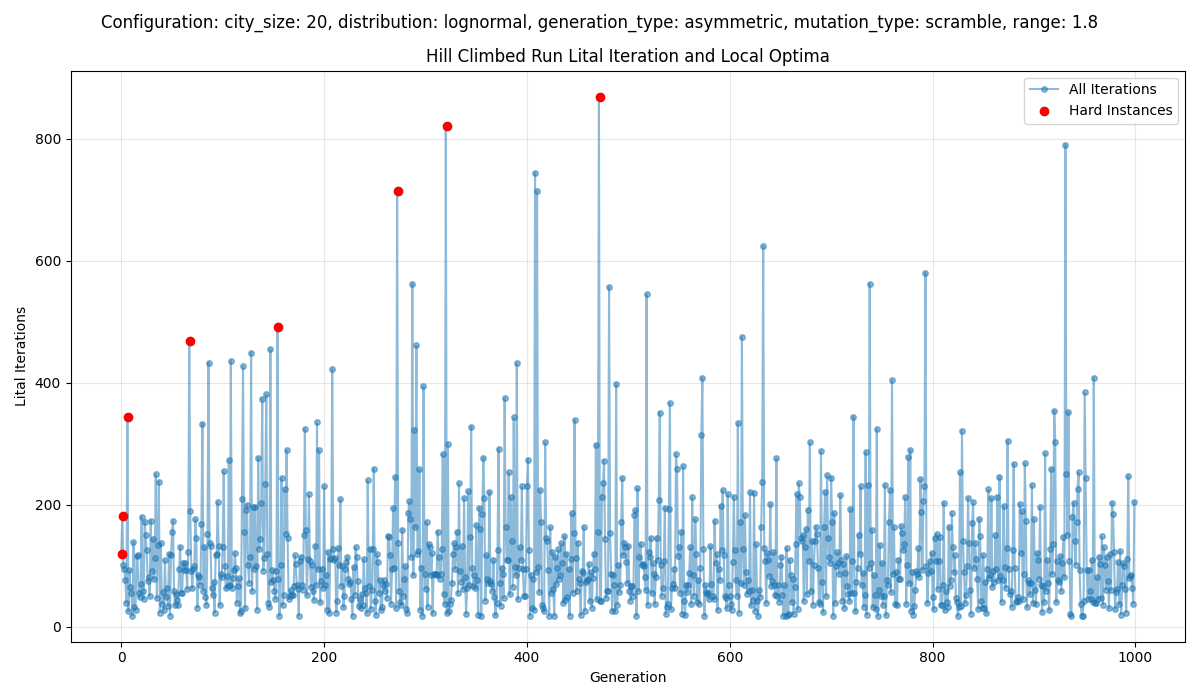 Configuration: city_size: 20, distribution: lognormal, generation_type: asymmetric, mutation_type: scramble, range: 1.8
Hill Climbed Run Lital Iteration and Local Optima
All Iterations
Hard Instances
Lital Iterations
800
600
400
200
0
0 200 400 600 800 1000
Generation